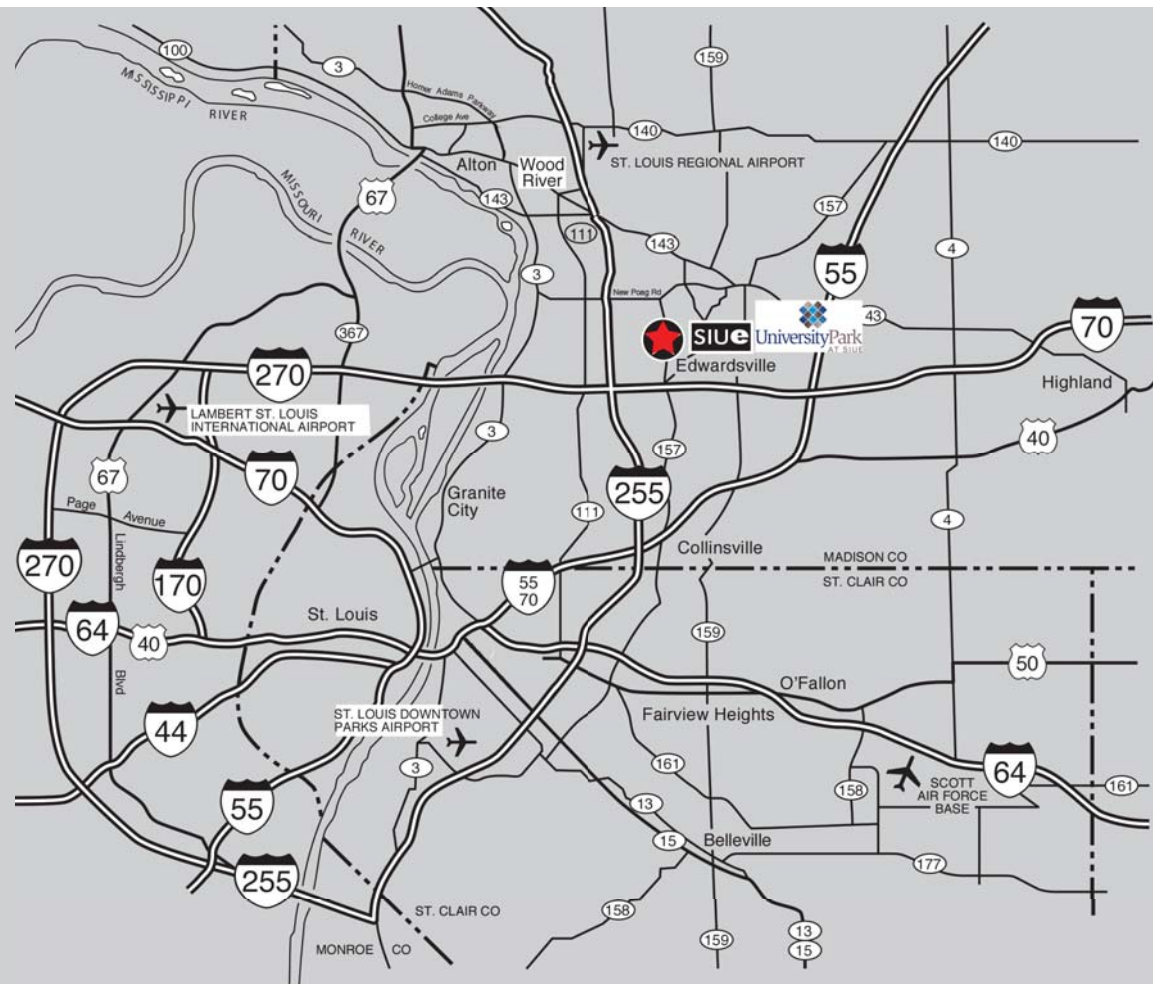 100
3
159
MISSISSIPPI
RIVER
Homer Adams Parkway
College Ave
140
140
ST. LOUIS REGIONAL AIRPORT
Alton
Wood
River
MISSOURI
RIVER
67
143
111
143
157
4
55
3
New Poag Rd
367
SIUe
UniversityPark
AT SIUE
43
70
Edwardsville
270
Highland
LAMBERT ST. LOUIS
INTERNATIONAL AIRPORT
3
40
67
70
157
255
Granite
City
Page Avenue
111
4
Lindbergh
Blvd
270
170
Collinsville
MADISON CO
ST. CLAIR CO
55
70
64
40
St. Louis
159
50
O'Fallon
44
ST. LOUIS DOWNTOWN
PARKS AIRPORT
Fairview Heights
3
161
64
158
SCOTT
AIR FORCE
BASE
161
55
13
15
Belleville
177
255
158
ST. CLAIR CO
MONROE CO
159
13
15